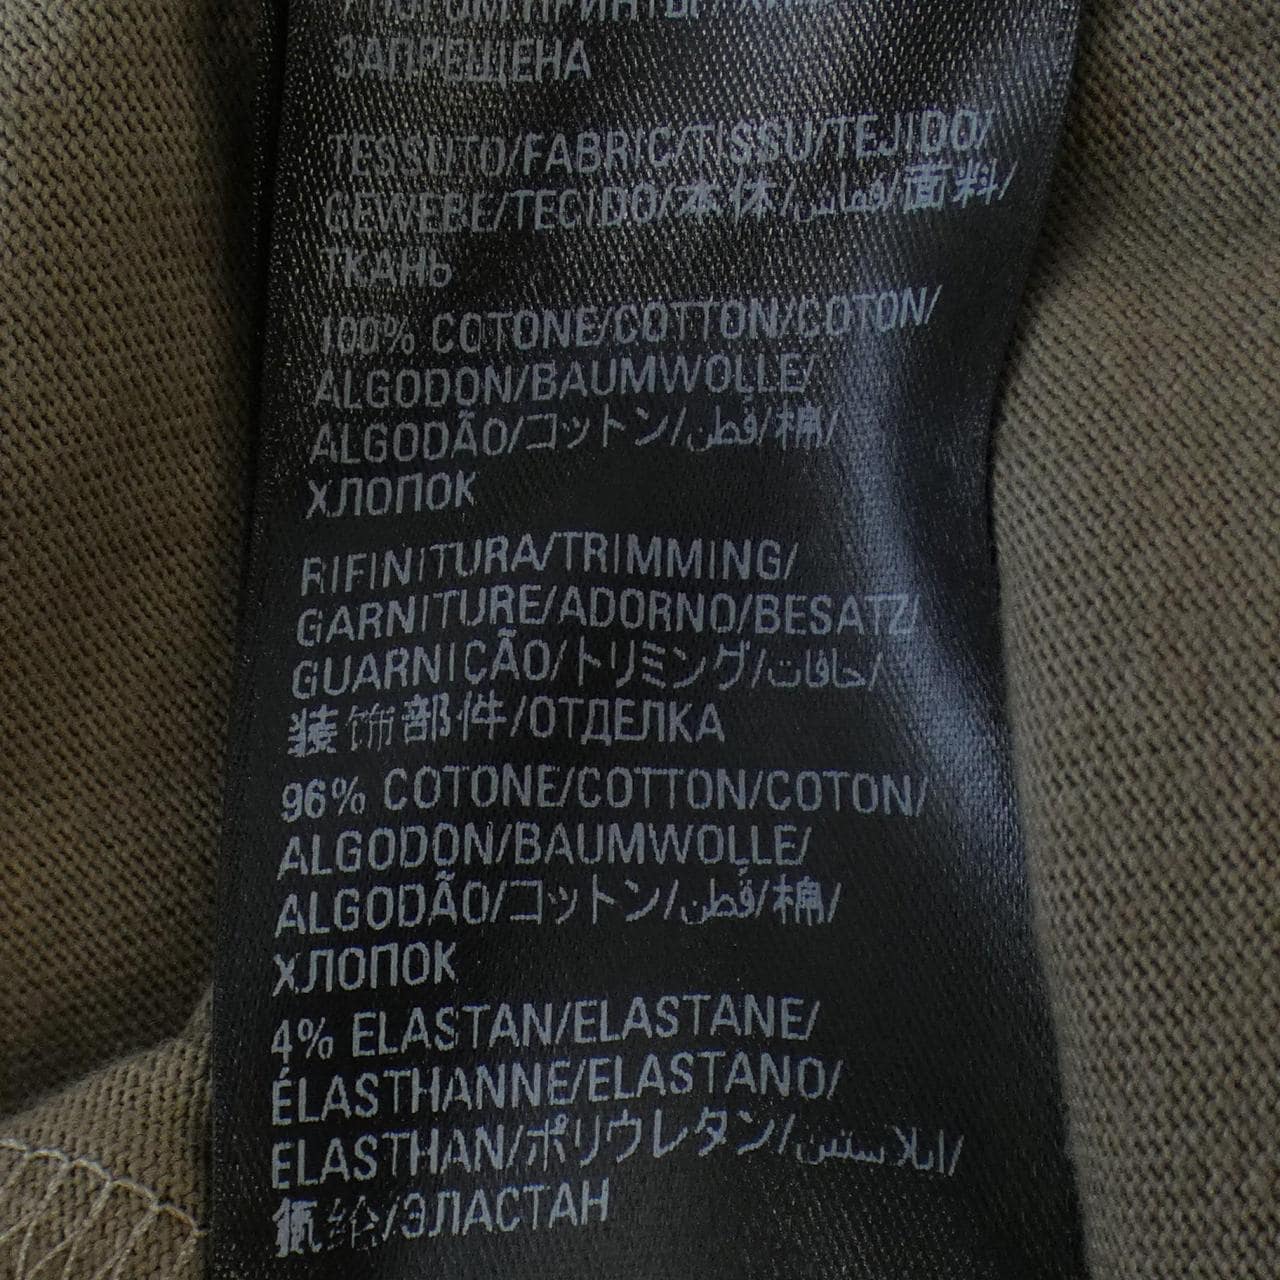 ЗАПРЕЩЕНА
TESSUTO/FABRIC/TISSU/TEJIDO/
GEWEBE/TECIDO/本体/قماس/面料/
ТКАНЬ
100% COTONE/COTTON/COTON/
ALGODON/BAUMWOLLE/
ALGODÃO/コットン/قطن/棉/
ХЛОПОК
RIFINITURA/TRIMMING/
GARNITURE/ADORNO/BESATZ/
GUARNIÇÃO/トリミング/حافات/
装饰部件/ОТДЕЛКА
96% COTONE/COTTON/COTON/
ALGODON/BAUMWOLLE/
ALGODÃO/コットン/قطن/棉/
ХЛОПОК
4% ELASTAN/ELASTANE/
ÉLASTHANNE/ELASTANO/
ELASTHAN/ポリウレタン/ايلاستين/
氨纶/ЭЛАСТАН